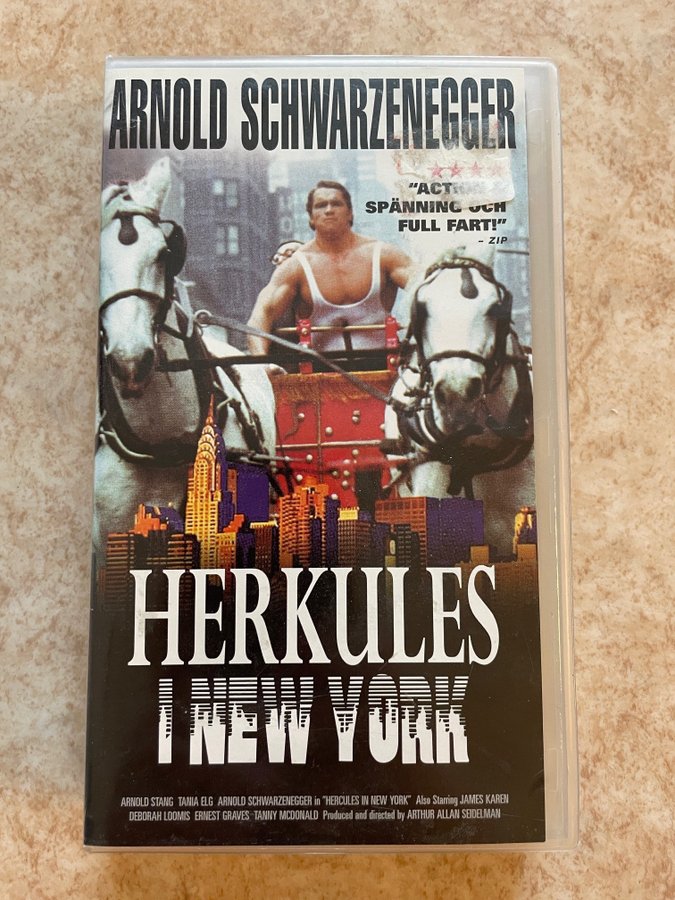 ARNOLD SCHWARZENEGGER
"ACTION
SPÄNNING OCH
FULL FART!"
- ZIP
HERKULES
I NEW YORK
ARNOLD STANG TANIA ELG ARNOLD SCHWARZENEGGER in "HERCULES IN NEW YORK" Also Starring JAMES KAREN
DEBORAH LOOMIS ERNEST GRAVES TANNY MCDONALD Produced and directed by ARTHUR ALLAN SEIDELMAN